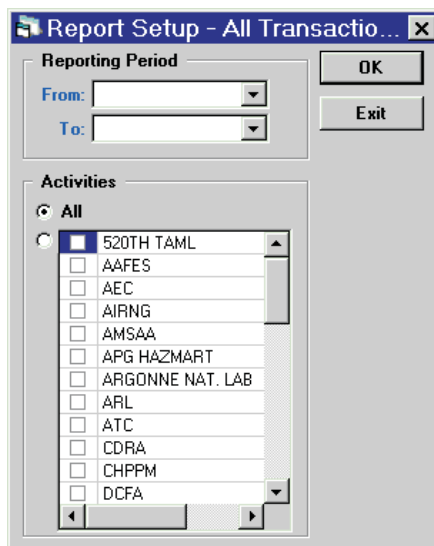 Report Setup - All Transactio...
Reporting Period
OK
From:
Exit
To:
Activities
All
520TH TAML
AAFES
AEC
AIRNG
AMSAA
APG HAZMART
ARGONNE NAT. LAB
ARL
ATC
CDRA
CHPPM
DCFA